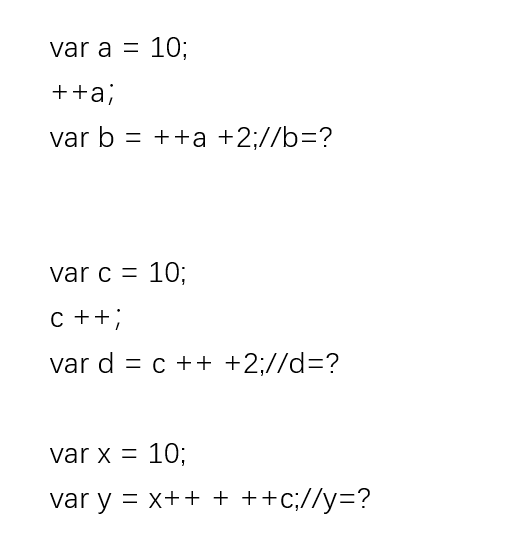 var a = 10;
++a;
var b = ++a +2;//b=?
var c = 10;
c ++;
var d = c ++ +2;//d=?
var x = 10;
var y = x++ + ++c;//y=?